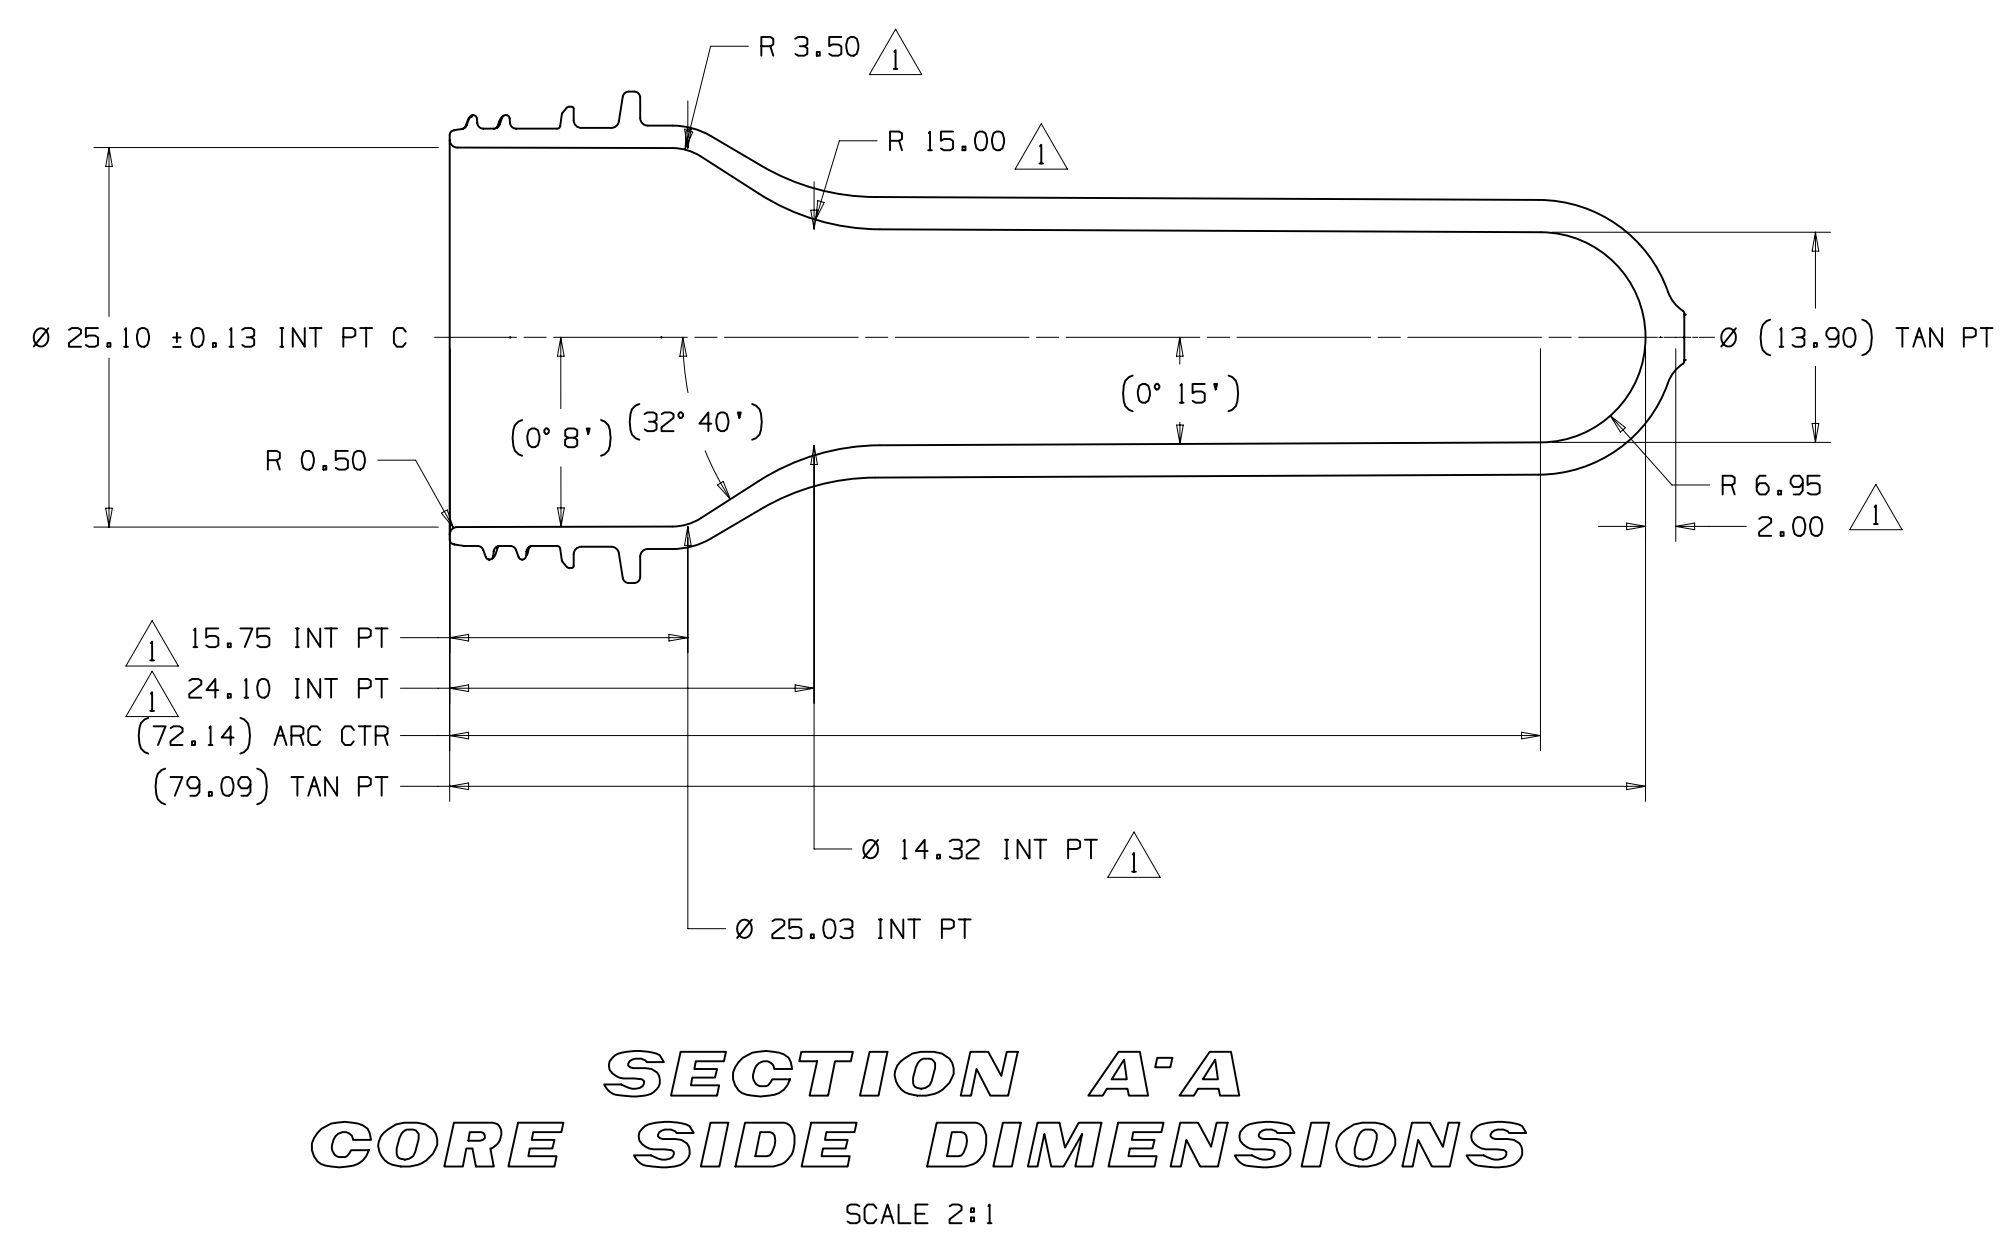 R 3.50 1
R 15.00 1
Ø 25.10 ±0.13 INT PT C
Ø (13.90) TAN PT
(0° 15')
(32° 40')
(0° 8')
R 0.50
R 6.95
2.00 1
1 15.75 INT PT
1 24.10 INT PT
(72.14) ARC CTR
(79.09) TAN PT
Ø 14.32 INT PT 1
Ø 25.03 INT PT
SECTION A-A
CORE SIDE DIMENSIONS
SCALE 2:1